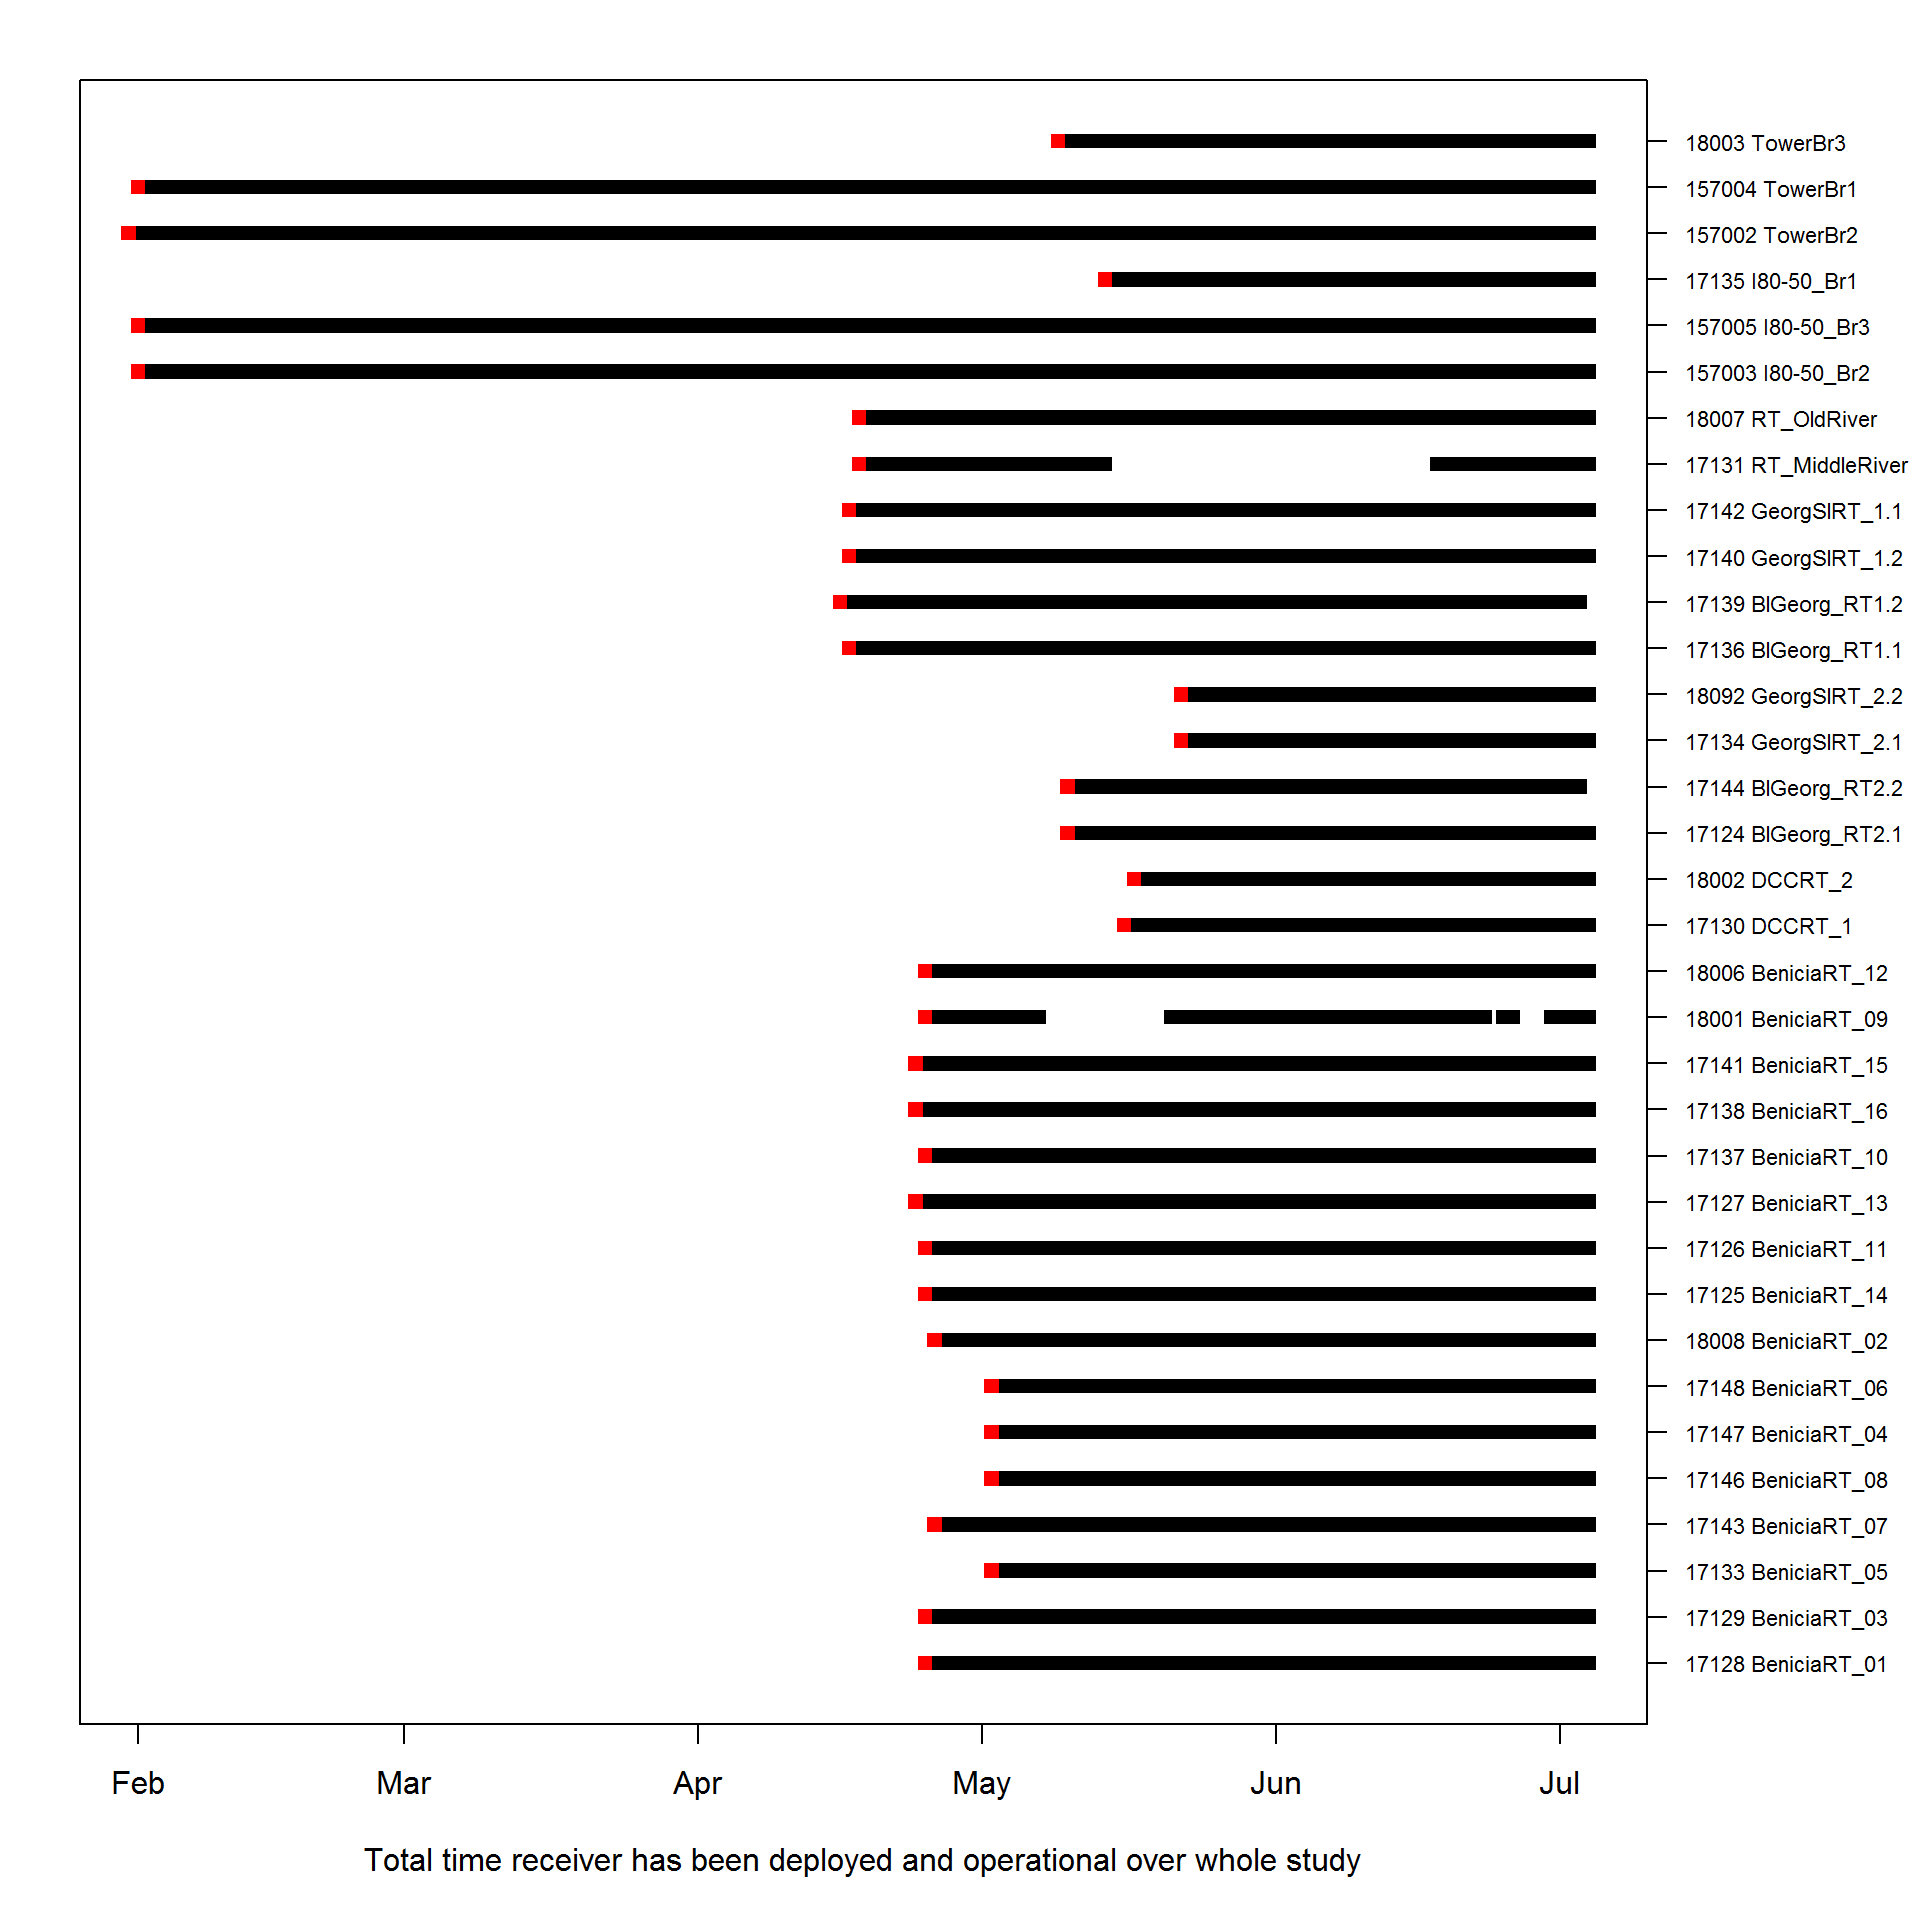 18003 TowerBr3
157004 TowerBr1
157002 TowerBr2
17135 I80-50_Br1
157005 I80-50_Br3
157003 I80-50_Br2
18007 RT_OldRiver
17131 RT_MiddleRiver
17142 GeorgSlRT_1.1
17140 GeorgSlRT_1.2
17139 BlGeorg_RT1.2
17136 BlGeorg_RT1.1
18092 GeorgSlRT_2.2
17134 GeorgSlRT_2.1
17144 BlGeorg_RT2.2
17124 BlGeorg_RT2.1
18002 DCCRT_2
17130 DCCRT_1
18006 BeniciaRT_12
18001 BeniciaRT_09
17141 BeniciaRT_15
17138 BeniciaRT_16
17137 BeniciaRT_10
17127 BeniciaRT_13
17126 BeniciaRT_11
17125 BeniciaRT_14
18008 BeniciaRT_02
17148 BeniciaRT_06
17147 BeniciaRT_04
17146 BeniciaRT_08
17143 BeniciaRT_07
17133 BeniciaRT_05
17129 BeniciaRT_03
17128 BeniciaRT_01
Feb Mar Apr May Jun Jul
Total time receiver has been deployed and operational over whole study